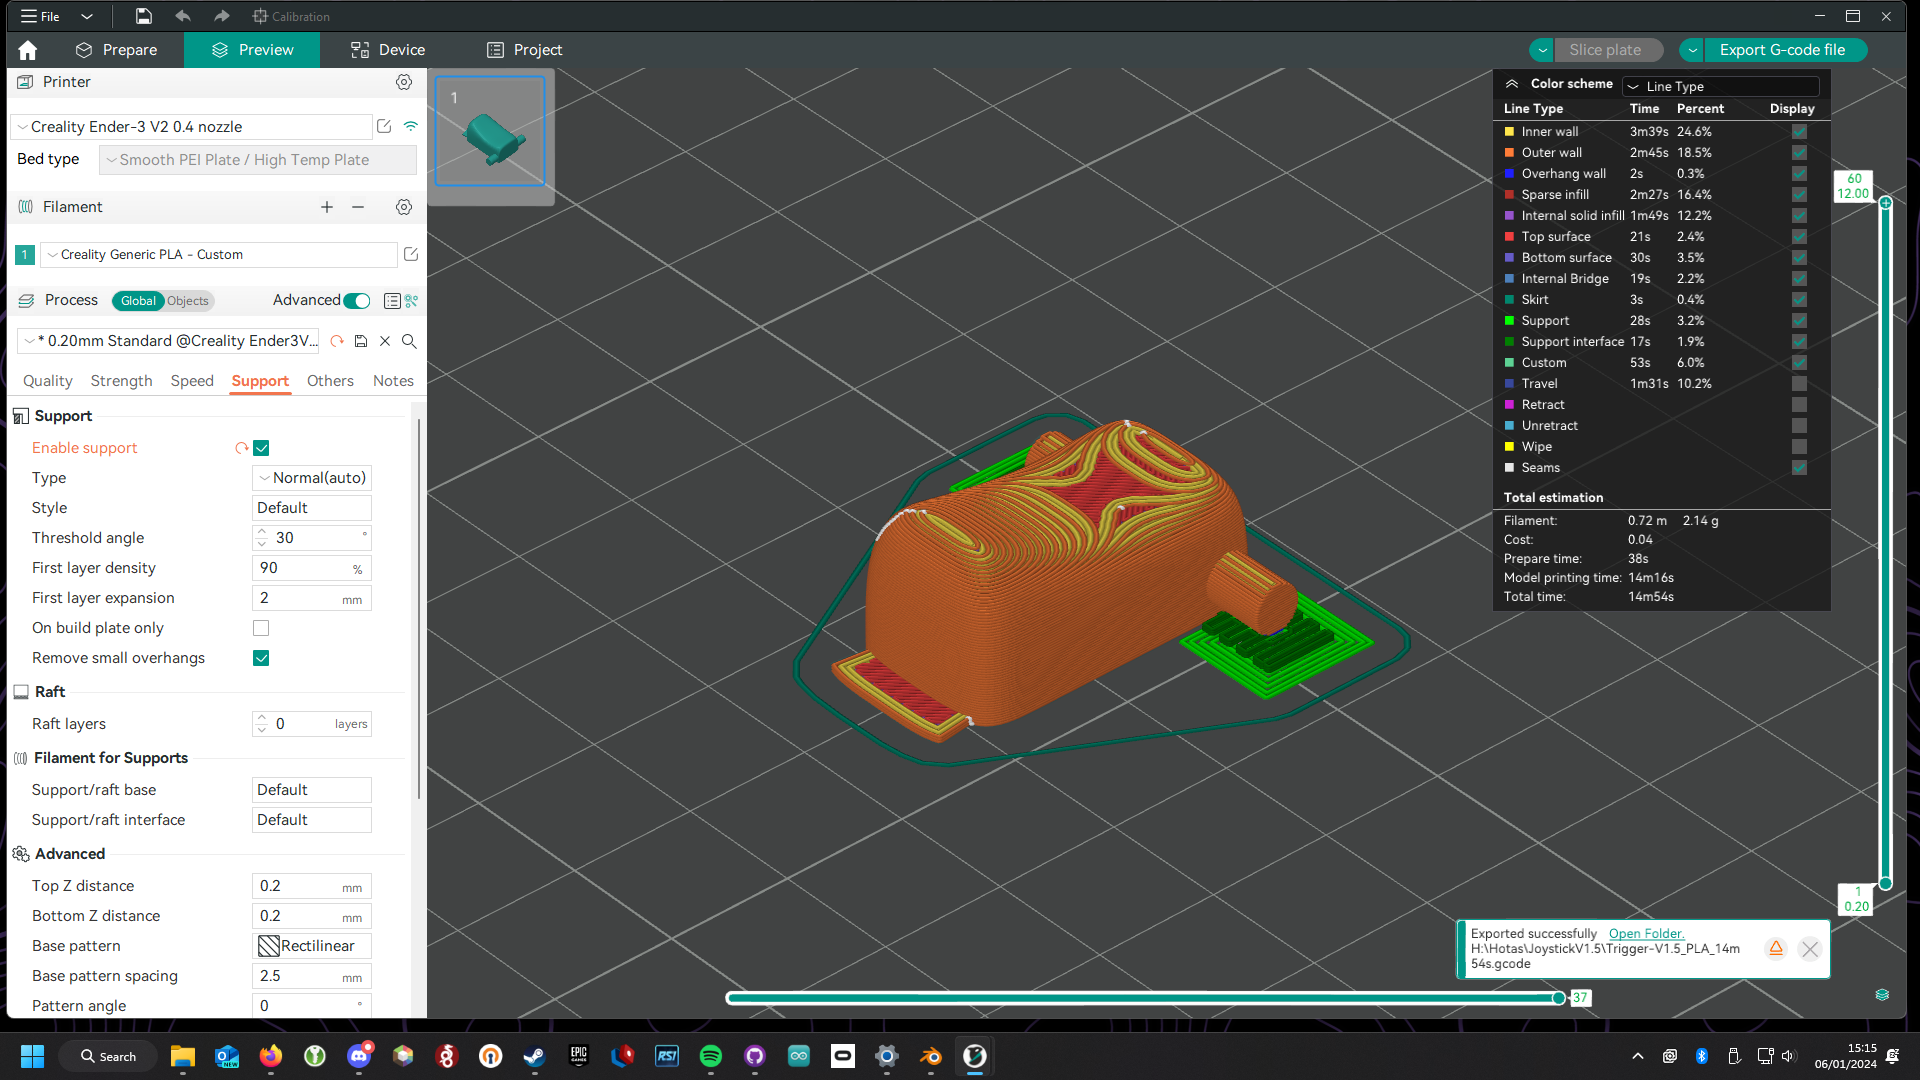 File
Calibration
Prepare
Preview
Device
Project
Slice plate
Export G-code file
Printer
Creality Ender-3 V2 0.4 nozzle
Bed type Smooth PEI Plate / High Temp Plate
Filament
1 Creality Generic PLA - Custom
Process Global Objects Advanced
* 0.20mm Standard @Creality Ender3V...
Quality Strength Speed Support Others Notes
Support
Enable support
Type Normal(auto)
Style Default
Threshold angle 30 °
First layer density 90 %
First layer expansion 2 mm
On build plate only
Remove small overhangs
Raft
Raft layers 0 layers
Filament for Supports
Support/raft base Default
Support/raft interface Default
Advanced
Top Z distance 0.2 mm
Bottom Z distance 0.2 mm
Base pattern Rectilinear
Base pattern spacing 2.5 mm
Pattern angle 0 °
1
Color scheme Line Type
Line Type Time Percent Display
Inner wall 3m39s 24.6%
Outer wall 2m45s 18.5%
Overhang wall 2s 0.3%
Sparse infill 2m27s 16.4%
Internal solid infill 1m49s 12.2%
Top surface 21s 2.4%
Bottom surface 30s 3.5%
Internal Bridge 19s 2.2%
Skirt 3s 0.4%
Support 28s 3.2%
Support interface 17s 1.9%
Custom 53s 6.0%
Travel 1m31s 10.2%
Retract
Unretract
Wipe
Seams
Total estimation
Filament: 0.72 m 2.14 g
Cost: 0.04
Prepare time: 38s
Model printing time: 14m16s
Total time: 14m54s
60
12.00
1
0.20
Exported successfully Open Folder.
H:\Hotas\JoystickV1.5\Trigger-V1.5_PLA_14m
54s.gcode
37
Search
NEW
EPIC
GAMES
RSI
15:15
06/01/2024